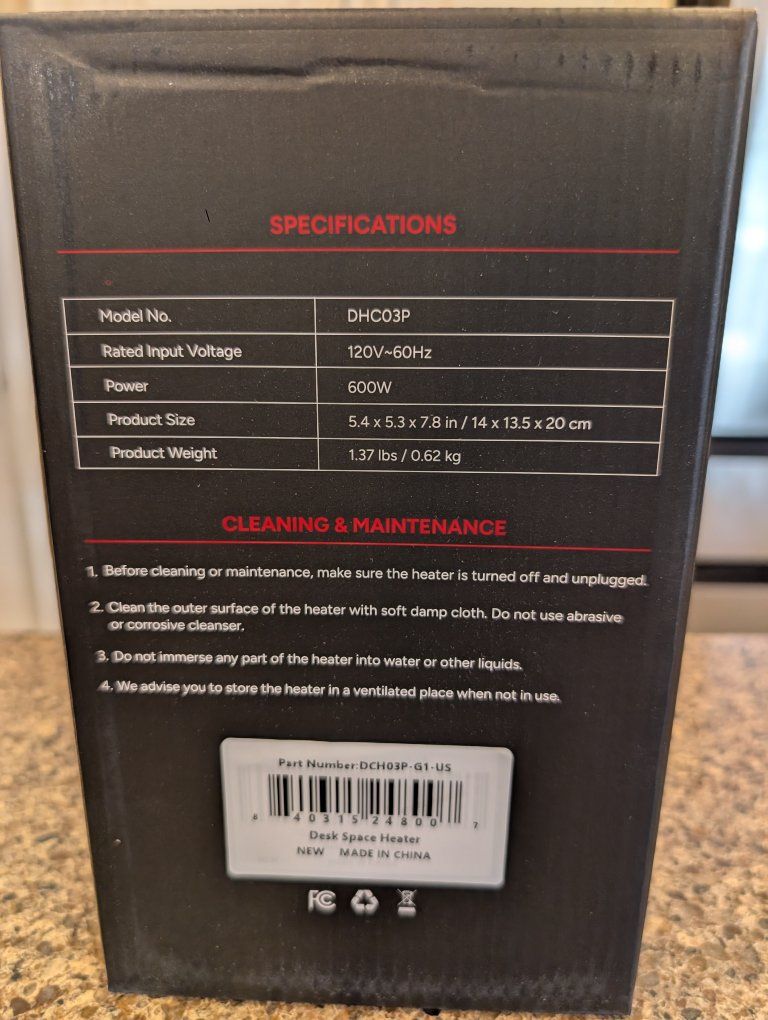 SPECIFICATIONS
Model No. DHC03P
Rated Input Voltage 120V~60Hz
Power 600W
Product Size 5.4 x 5.3 x 7.8 in / 14 x 13.5 x 20 cm
Product Weight 1.37 lbs / 0.62 kg
CLEANING & MAINTENANCE
1. Before cleaning or maintenance, make sure the heater is turned off and unplugged.
2. Clean the outer surface of the heater with soft damp cloth. Do not use abrasive
or corrosive cleanser.
3. Do not immerse any part of the heater into water or other liquids.
4. We advise you to store the heater in a ventilated place when not in use.
Part Number:DCH03P-G1-US
8 40315 24800 7
Desk Space Heater
NEW MADE IN CHINA
FC